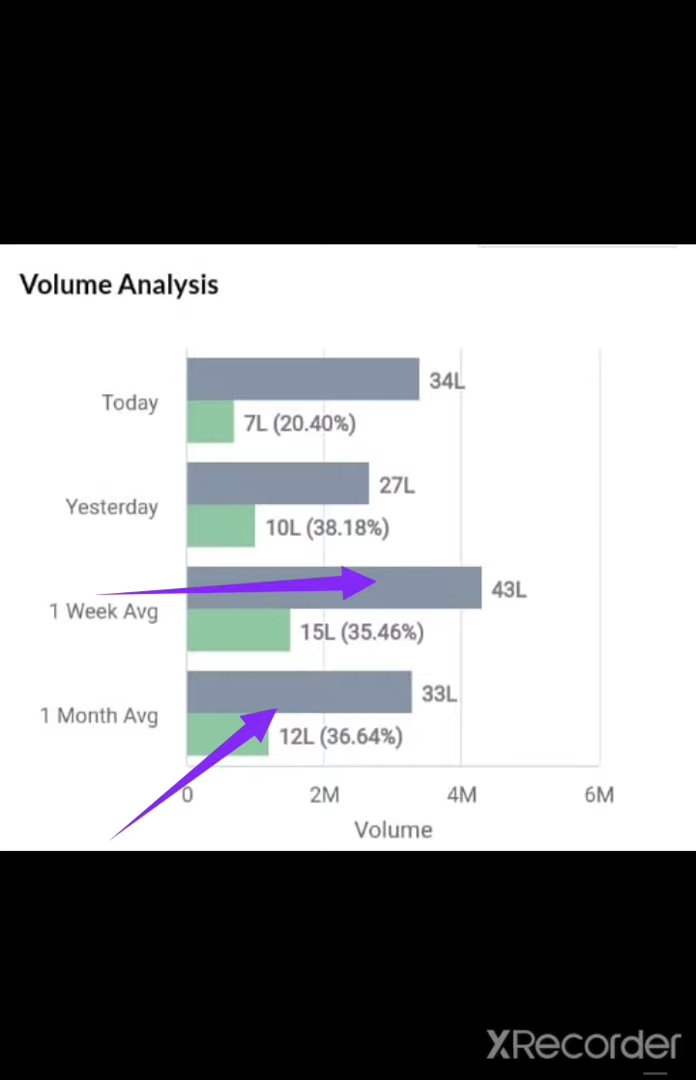 Volume Analysis
Today
34L
7L (20.40%)
Yesterday
27L
10L (38.18%)
1 Week Avg
43L
15L (35.46%)
1 Month Avg
33L
12L (36.64%)
0 2M 4M 6M
Volume
XRecorder